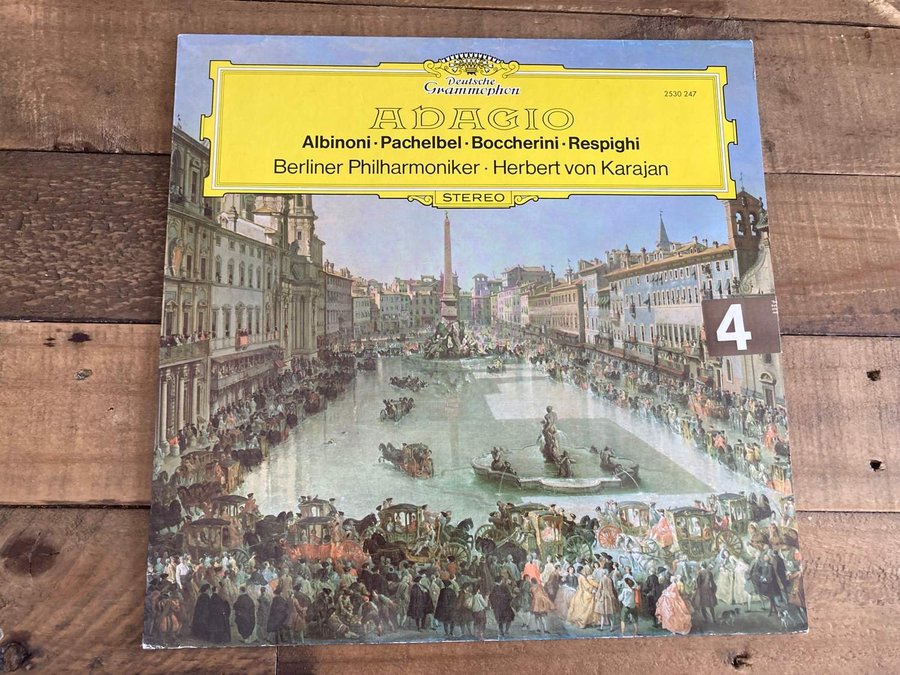 Deutsche
Grammophon
2530 247
ADAGIO
Albinoni · Pachelbel · Boccherini · Respighi
Berliner Philharmoniker · Herbert von Karajan
STEREO
4